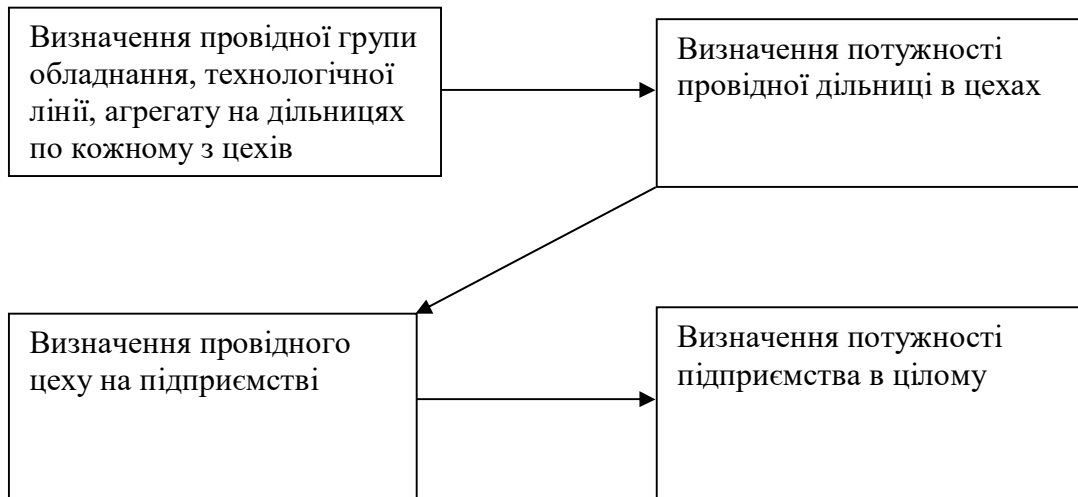 Визначення провідної групи
обладнання, технологічної
лінії, агрегату на дільницях
по кожному з цехів
Визначення потужності
провідної дільниці в цехах
Визначення провідного
цеху на підприємстві
Визначення потужності
підприємства в цілому